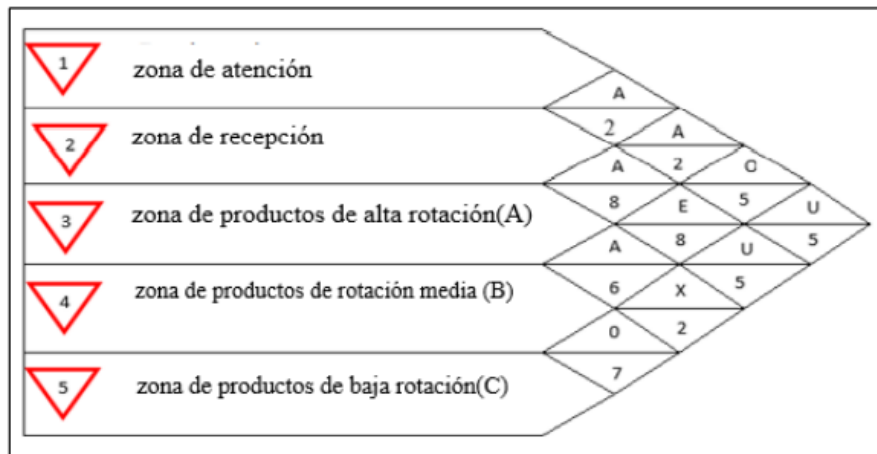 1 zona de atención
A
2 A
2 zona de recepción
A 2 O
8 E 5 U
3 zona de productos de alta rotación(A)
A 8 U 5
4 zona de productos de rotación media (B)
6 X 5
0 2
7
5 zona de productos de baja rotación(C)